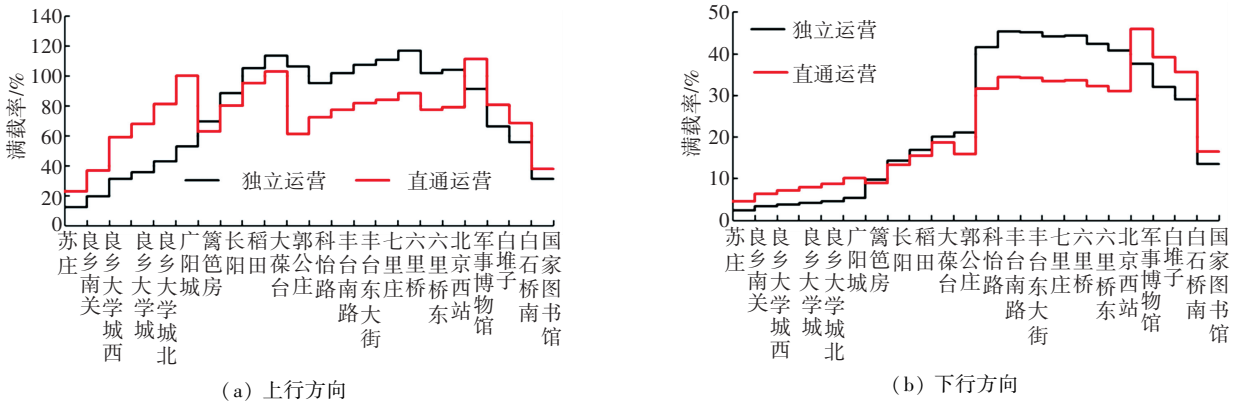 140
120
100
80
60
40
20
0
满载率/%
独立运营
直通运营
苏庄
良乡南关
良乡大学城西
良乡大学城
良乡大学城北
广阳城
篱笆房
长阳
稻田
大葆台
郭公庄
科怡路
丰台南路
丰台东大街
七里庄
六里桥
六里桥东
北京西站
军事博物馆
白堆子
白石桥南
国家图书馆
(a) 上行方向
50
40
30
20
10
0
满载率/%
独立运营
直通运营
苏庄
良乡南关
良乡大学城西
良乡大学城
良乡大学城北
广阳城
篱笆房
长阳
稻田
大葆台
郭公庄
科怡路
丰台南路
丰台东大街
七里庄
六里桥
六里桥东
北京西站
军事博物馆
白堆子
白石桥南
国家图书馆
(b) 下行方向